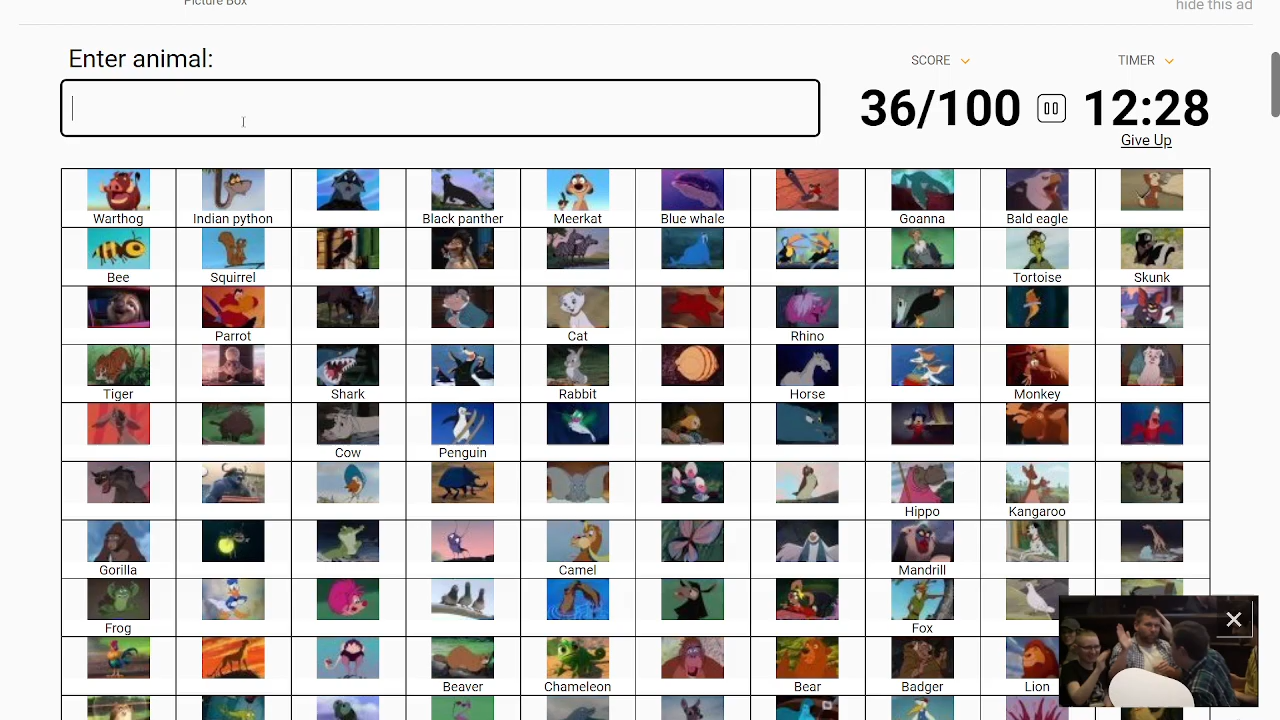 Picture Box
hide this ad
Enter animal:
SCORE
TIMER
36/100
12:28
Give Up
Warthog
Indian python
Black panther
Meerkat
Blue whale
Goanna
Bald eagle
Bee
Squirrel
Tortoise
Skunk
Parrot
Cat
Rhino
Tiger
Shark
Rabbit
Horse
Monkey
Cow
Penguin
Hippo
Kangaroo
Gorilla
Camel
Mandrill
Frog
Fox
Beaver
Chameleon
Bear
Badger
Lion